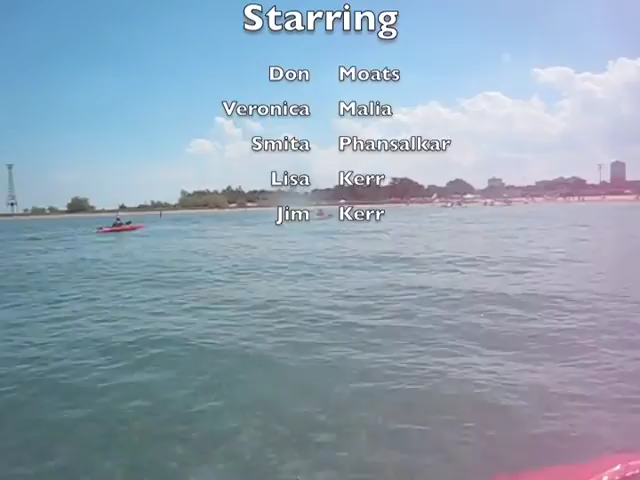 Starring
Don Moats
Veronica Malia
Smita Phansalkar
Lisa Kerr
Jim Kerr